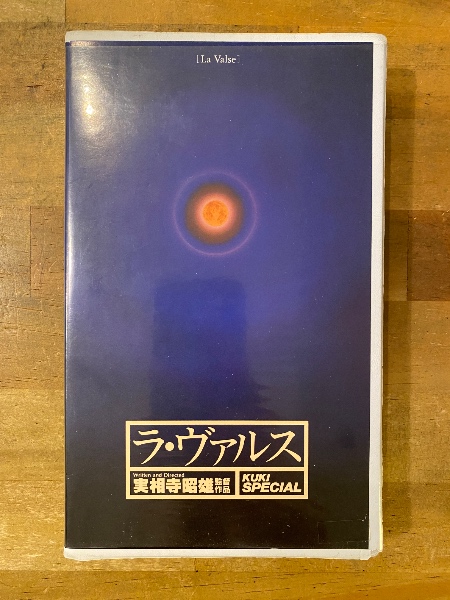 [La Valse]
ラ・ヴァルス
Written and Directed
実相寺昭雄監督作品
KUKI SPECIAL